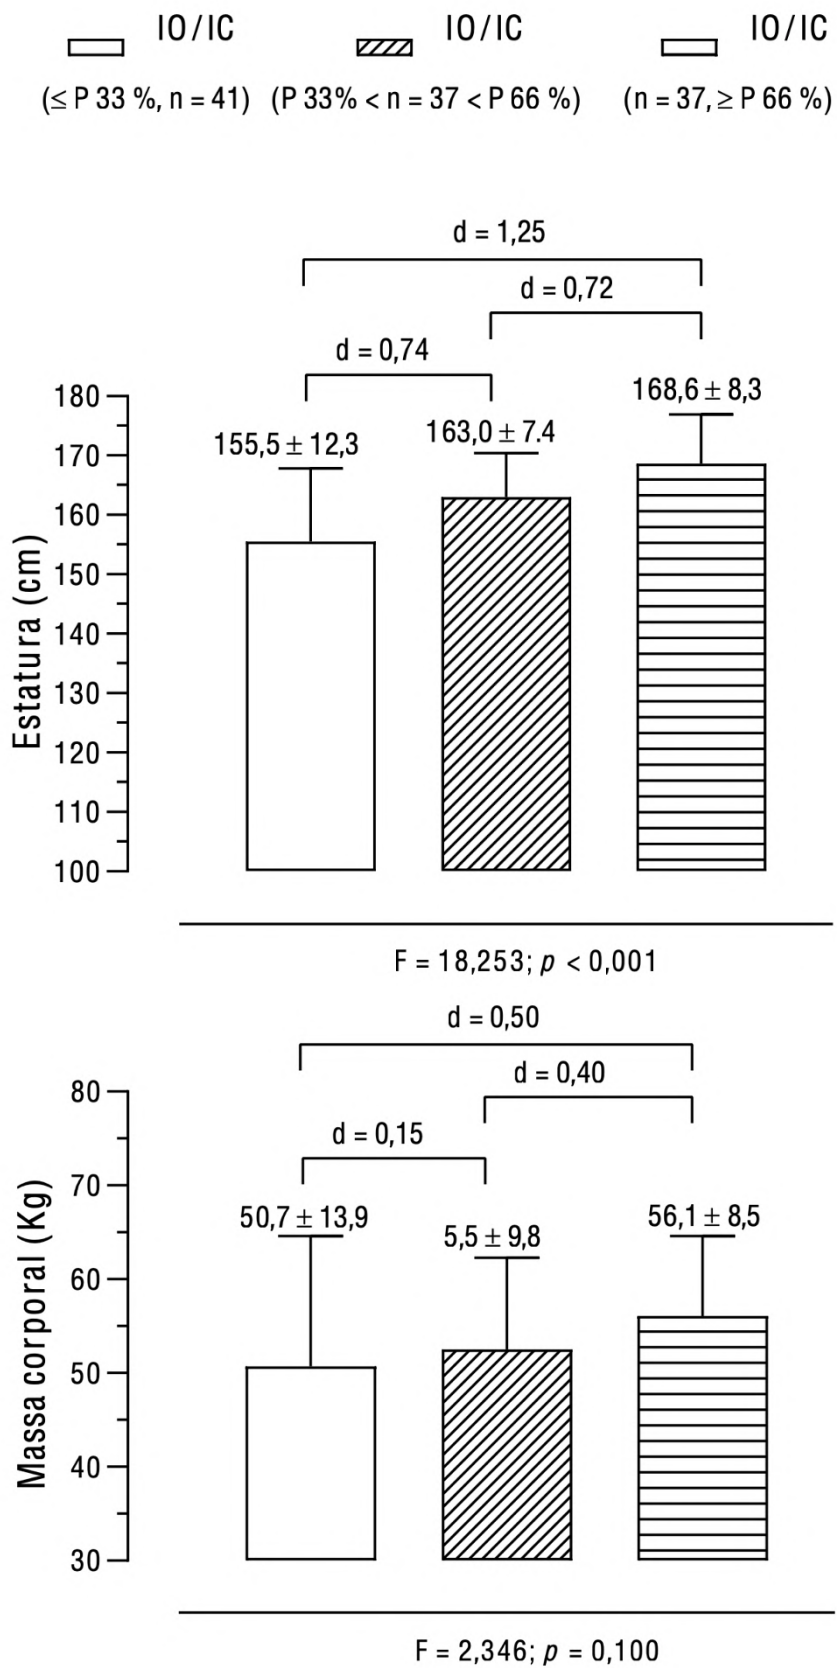 IO/IC IO/IC IO/IC
(≤ P 33 %, n = 41) (P 33% < n = 37 < P 66 %) (n = 37, ≥ P 66 %)
d = 1,25
d = 0,72
d = 0,74
168,6 ± 8,3
163,0 ± 7.4
155,5 ± 12,3
Estatura (cm)
180
170
160
150
140
130
120
110
100
F = 18,253; p < 0,001
d = 0,50
d = 0,40
d = 0,15
50,7 ± 13,9
5,5 ± 9,8
56,1 ± 8,5
Massa corporal (Kg)
80
70
60
50
40
30
F = 2,346; p = 0,100